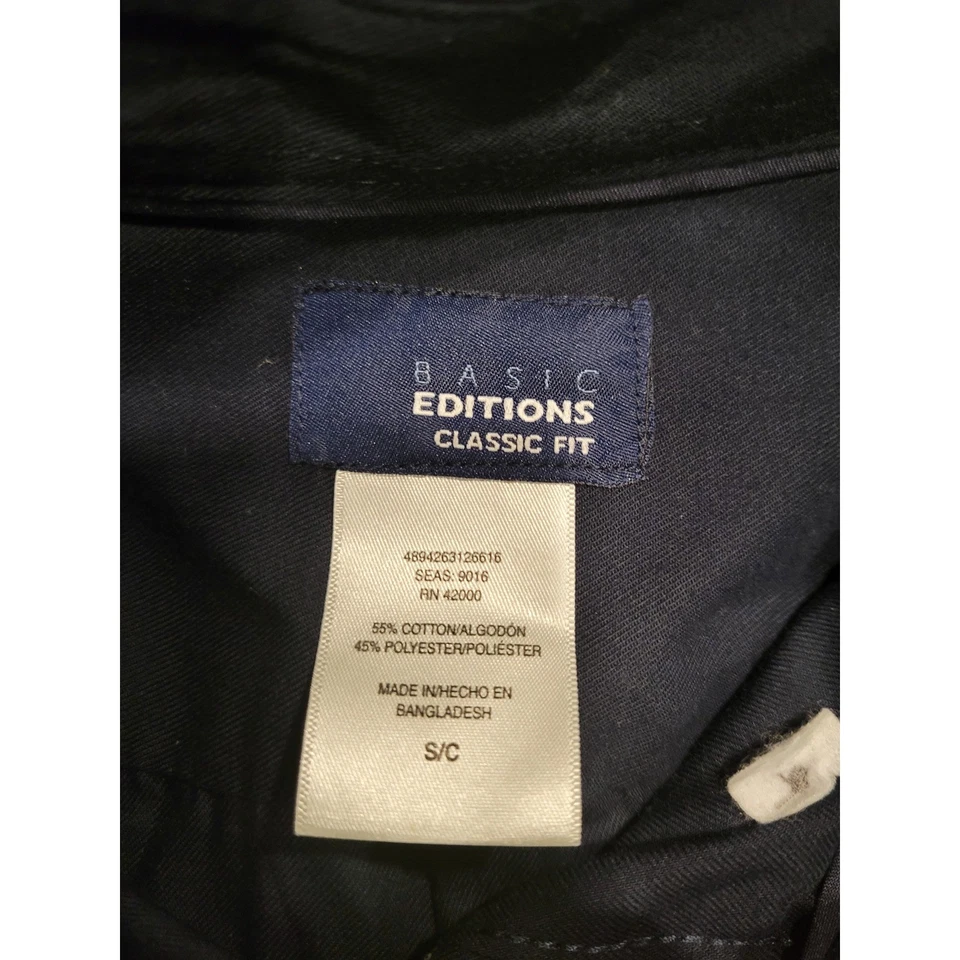 BASIC
EDITIONS
CLASSIC FIT
4894263126616
SEAS: 9016
RN 42000
55% COTTON/ALGODÓN
45% POLYESTER/POLIÉSTER
MADE IN/HECHO EN
BANGLADESH
S/C